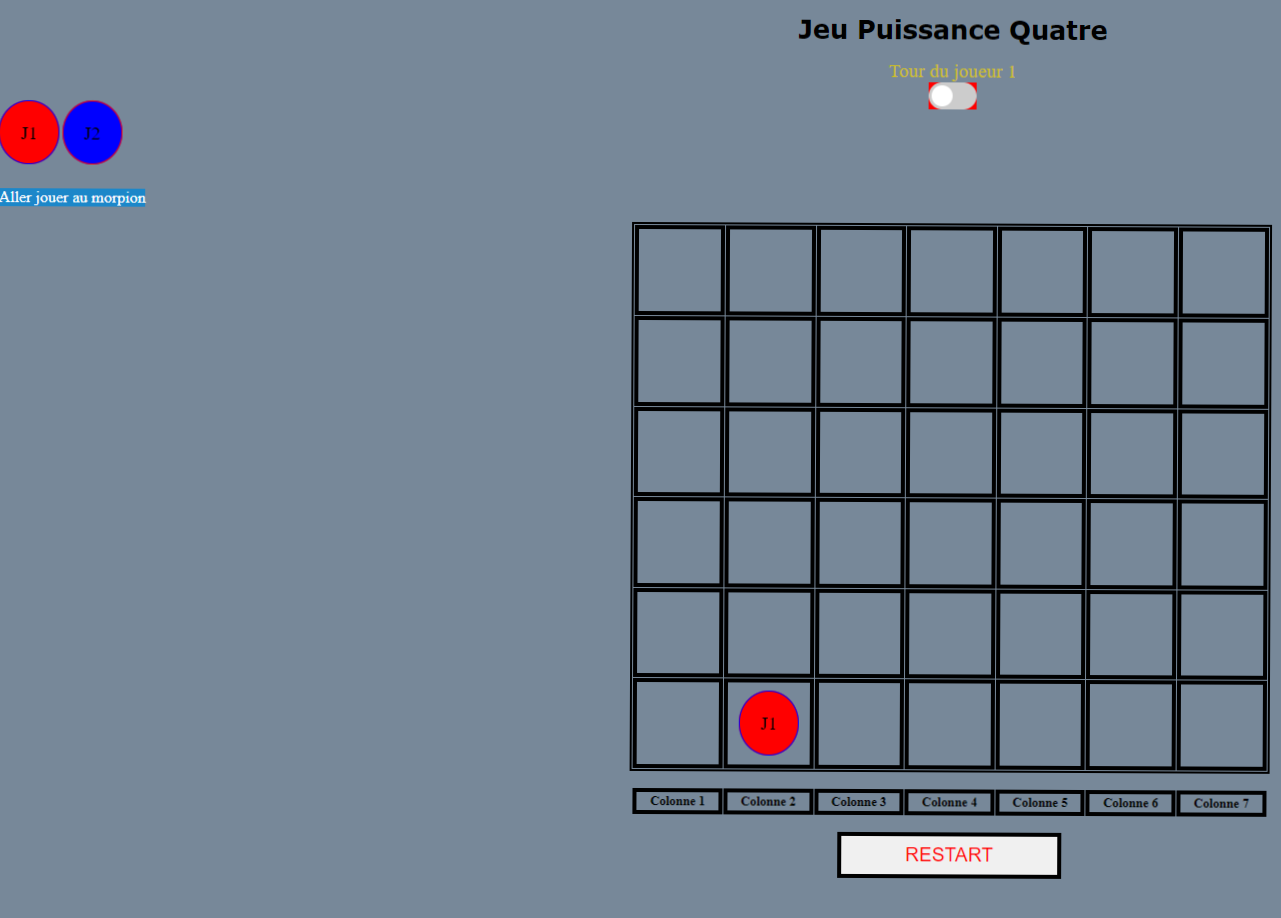 Jeu Puissance Quatre
Tour du joueur 1
J1 J2
Aller jouer au morpion
J1
Colonne 1 Colonne 2 Colonne 3 Colonne 4 Colonne 5 Colonne 6 Colonne 7
RESTART